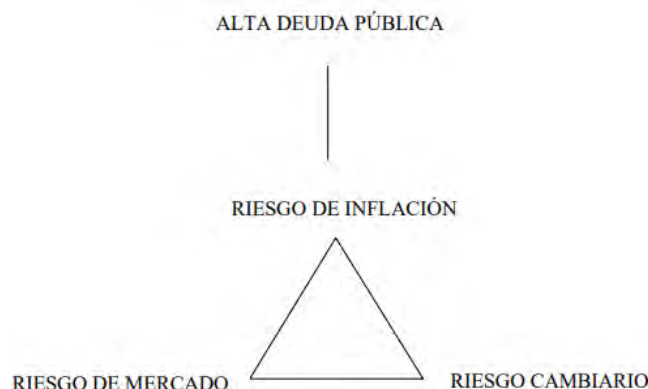 ALTA DEUDA PÚBLICA
RIESGO DE INFLACIÓN
RIESGO DE MERCADO
RIESGO CAMBIARIO